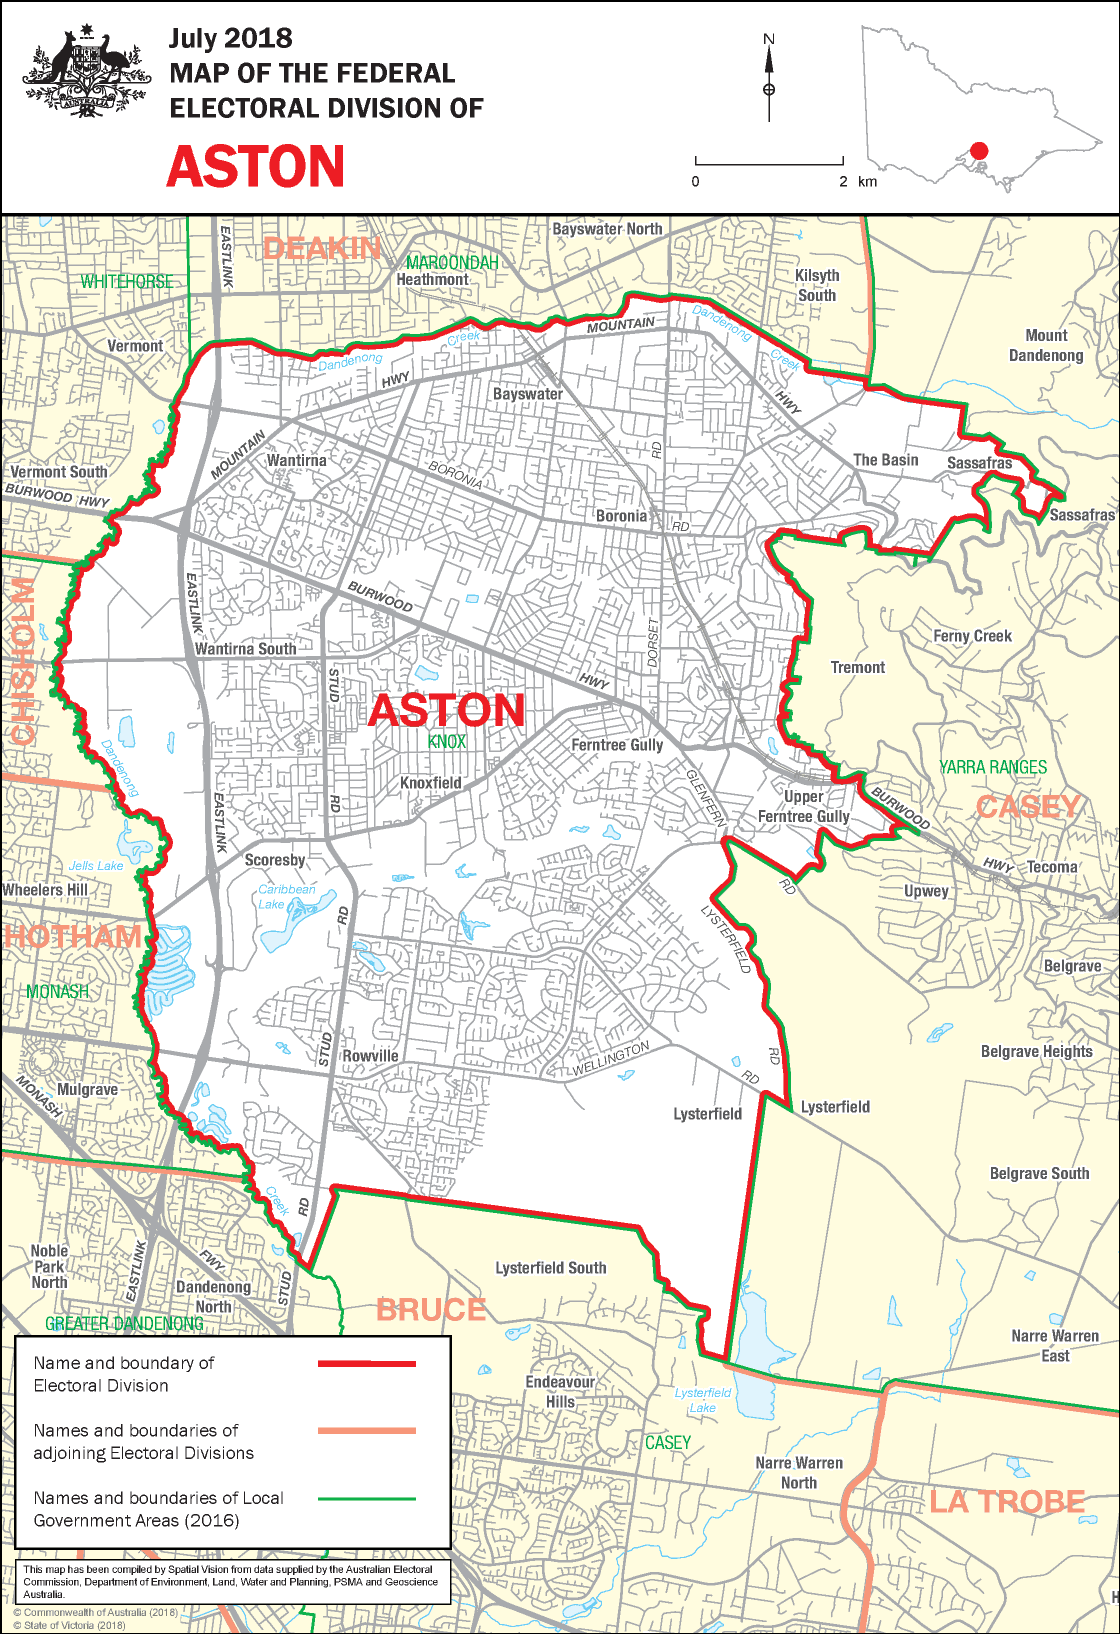 July 2018
MAP OF THE FEDERAL
ELECTORAL DIVISION OF
ASTON
AUSTRALIA
N
0 2 km
EASTLINK
DEAKIN
MAROONDAH
Heathmont
Bayswater North
WHITEHORSE
Kilsyth
South
Vermont
Mount
Dandenong
MOUNTAIN
Dandenong
Creek
Dandenong
Creek
HWY
HWY
Bayswater
MOUNTAIN
Wantirna
RD
The Basin
Sassafras
Vermont South
BURWOOD HWY
BORONIA
Boronia
RD
Sassafras
CHISHOLM
EASTLINK
BURWOOD
Wantirna South
DORSET
Ferny Creek
Tremont
STUD
HWY
ASTON
KNOX
Ferntree Gully
Dandenong
Knoxfield
YARRA RANGES
CASEY
GLENFERN
Upper
Ferntree Gully
BURWOOD
RD
EASTLINK
HWY
Tecoma
Jells Lake
Scoresby
Wheelers Hill
Caribbean
Lake
RD
RD
Upwey
LYSTERFIELD
HOTHAM
Belgrave
MONASH
STUD
Rowville
WELLINGTON
RD
RD
Belgrave Heights
Mulgrave
MONASH
Lysterfield
Lysterfield
Belgrave South
Creek
RD
Noble
Park
North
EASTLINK
FWY
Dandenong
North
STUD
Lysterfield South
BRUCE
GREATER DANDENONG
Narre Warren
East
Endeavour
Hills
Lysterfield
Lake
CASEY
Narre Warren
North
LA TROBE
H
Name and boundary of
Electoral Division
Names and boundaries of
adjoining Electoral Divisions
Names and boundaries of Local
Government Areas (2016)
This map has been compiled by Spatial Vision from data supplied by the Australian Electoral
Commission, Department of Environment, Land, Water and Planning, PSMA and Geoscience
Australia.
© Commonwealth of Australia (2018)
© State of Victoria (2018)